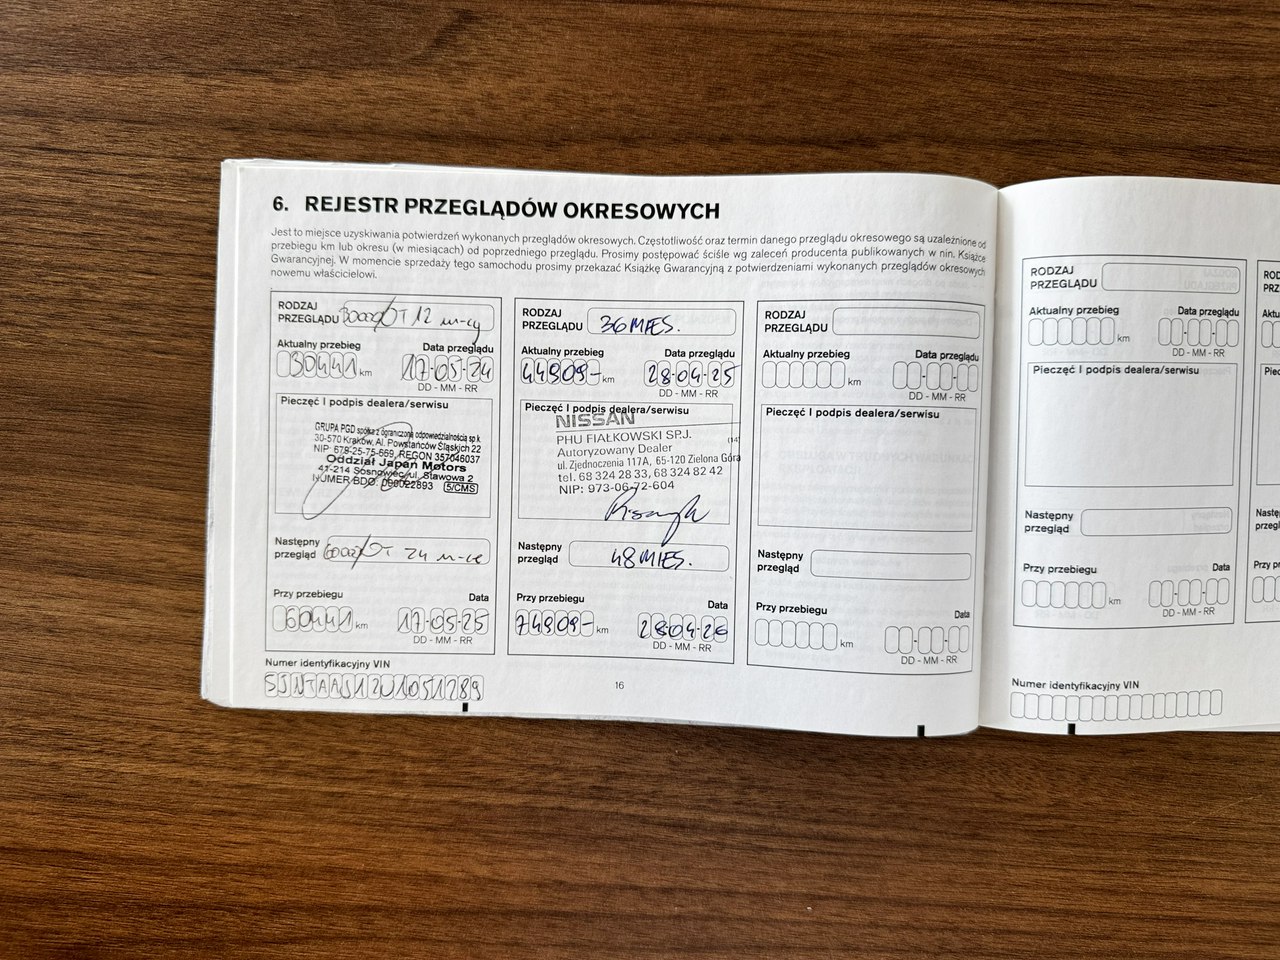 6. REJESTR PRZEGLĄDÓW OKRESOWYCH
Jest to miejsce uzyskiwania potwierdzeń wykonanych przeglądów okresowych. Częstotliwość oraz termin danego przeglądu okresowego są uzależnione od
przebiegu km lub okresu (w miesiącach) od poprzedniego przeglądu. Prosimy postępować ściśle wg zaleceń producenta publikowanych w nin. Książce
Gwarancyjnej. W momencie sprzedaży tego samochodu prosimy przekazać Książkę Gwarancyjną z potwierdzeniami wykonanych przeglądów okresowych
nowemu właścicielowi.
RODZAJ
PRZEGLĄDU 12 m-cy
Aktualny przebieg Data przeglądu
30441 km 17-05-24
DD - MM - RR
Pieczęć I podpis dealera/serwisu
GRUPA PGD spółka z ograniczoną odpowiedzialnością sp.k.
30-570 Kraków, Al. Powstańców Śląskich 22
NIP 679-25-75-669, REGON 357046037
Oddział Japan Motors
41-214 Sosnowiec, ul. Stawowa 2
NUMER BDO: 000022893 5/CMS
Następny
przegląd 24 m-ce
Przy przebiegu Data
60441 km 17-05-25
DD - MM - RR
Numer identyfikacyjny VIN
SJNTAAJ12U1051289
RODZAJ
PRZEGLĄDU 36 MIES.
Aktualny przebieg Data przeglądu
44909- km 28-04-25
DD - MM - RR
Pieczęć I podpis dealera/serwisu
NISSAN
PHU FIAŁKOWSKI SP.J. (14)
Autoryzowany Dealer
ul. Zjednoczenia 117A, 65-120 Zielona Góra
tel. 68 324 28 33, 68 324 82 42
NIP: 973-06-72-604
Następny
przegląd 48 MIES.
Przy przebiegu Data
74909- km 28-04-26
DD - MM - RR
16
RODZAJ
PRZEGLĄDU
Aktualny przebieg Data przeglądu
km
DD - MM - RR
Pieczęć I podpis dealera/serwisu
Następny
przegląd
Przy przebiegu Data
km
DD - MM - RR
RODZAJ
PRZEGLĄDU
Aktualny przebieg Data przeglądu
km
DD - MM - RR
Pieczęć I podpis dealera/serwisu
Następny
przegląd
Przy przebiegu Data
km
DD - MM - RR
Numer identyfikacyjny VIN